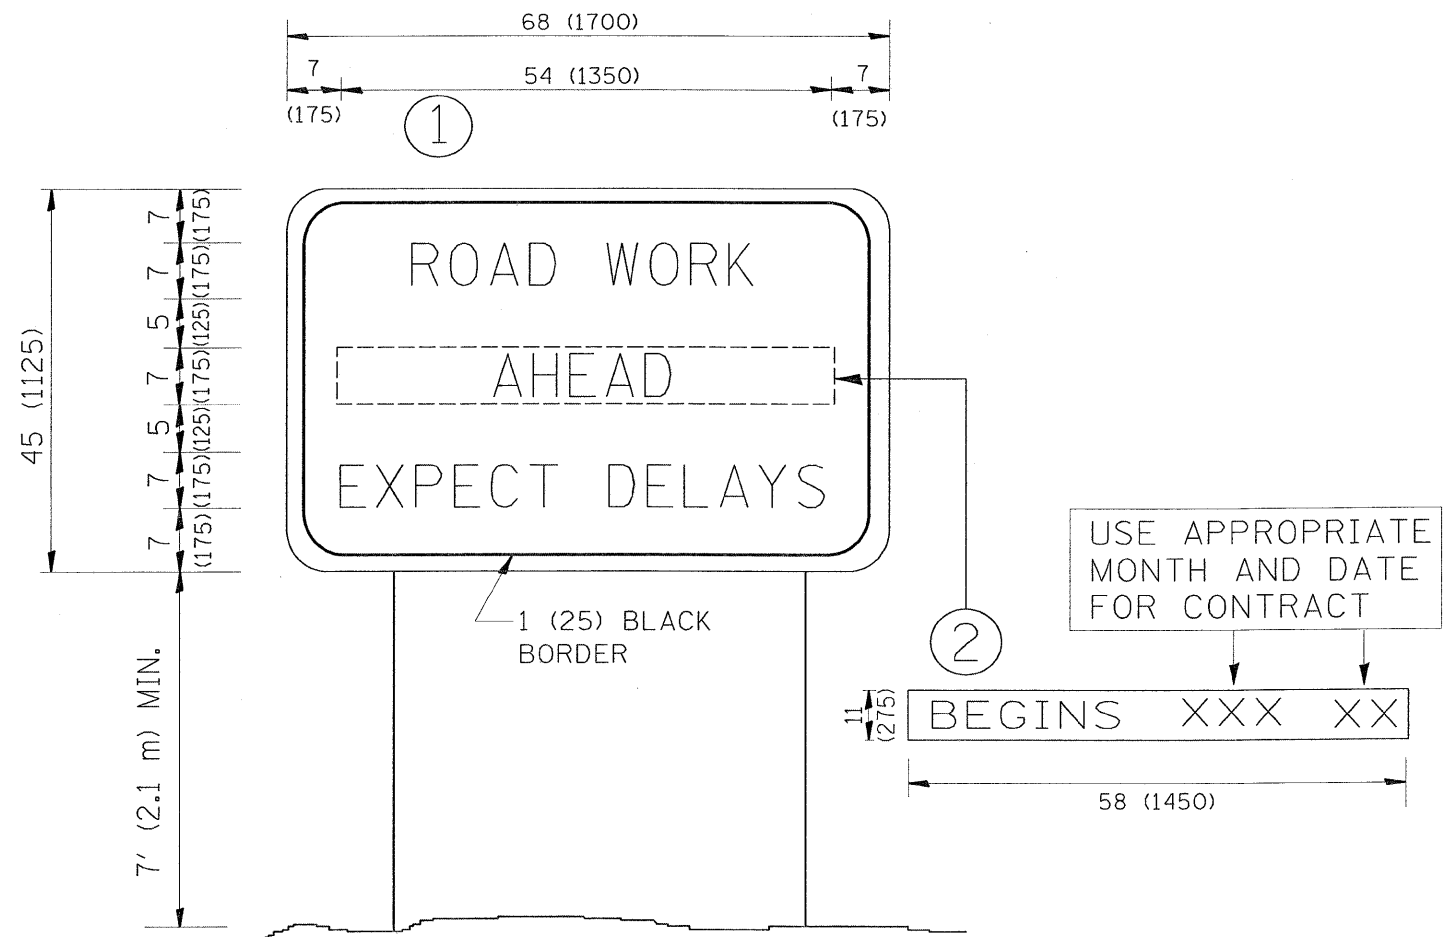 68 (1700)
7
54 (1350)
7
(175)
(175)
1
45 (1125)
7 (175)
7 (175)
5 (125)
7 (175)
5 (125)
7 (175)
7 (175)
ROAD WORK
AHEAD
EXPECT DELAYS
1 (25) BLACK
BORDER
7' (2.1 m) MIN.
USE APPROPRIATE
MONTH AND DATE
FOR CONTRACT
2
11
(275)
BEGINS XXX XX
58 (1450)